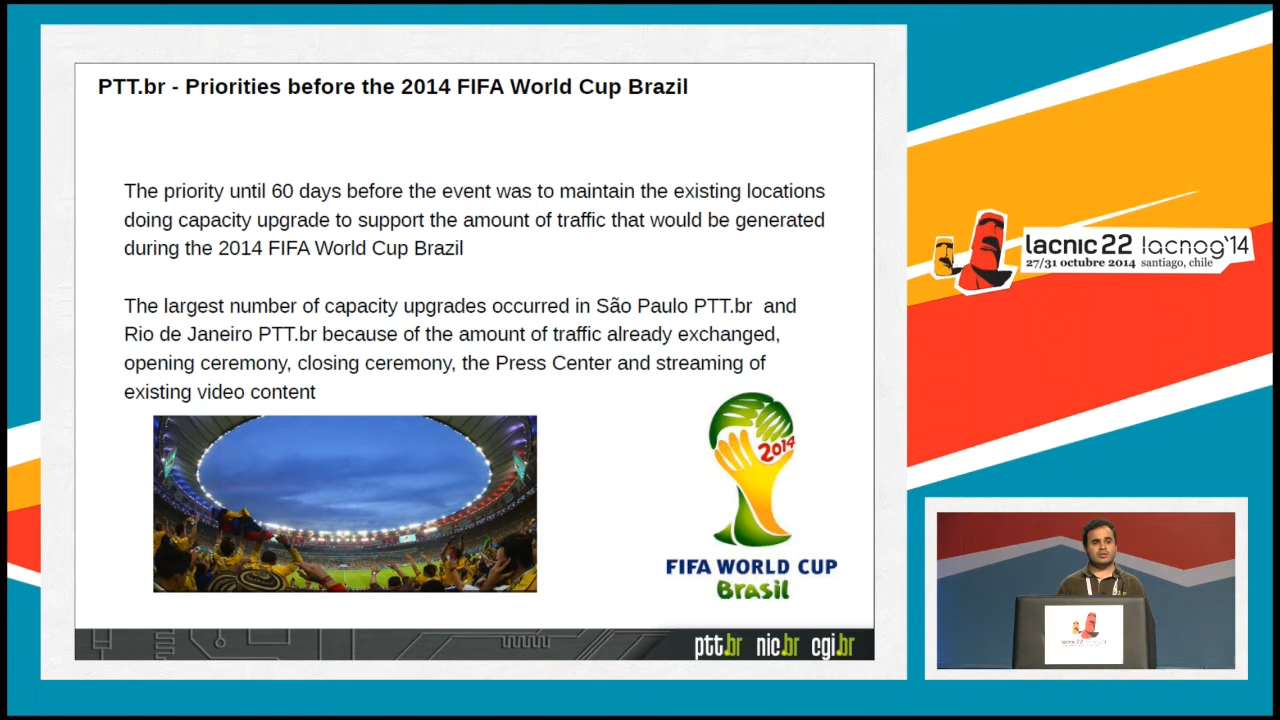 PTT.br - Priorities before the 2014 FIFA World Cup Brazil
The priority until 60 days before the event was to maintain the existing locations
doing capacity upgrade to support the amount of traffic that would be generated
during the 2014 FIFA World Cup Brazil
The largest number of capacity upgrades occurred in São Paulo PTT.br and
Rio de Janeiro PTT.br because of the amount of traffic already exchanged,
opening ceremony, closing ceremony, the Press Center and streaming of
existing video content
2014
FIFA WORLD CUP
Brasil
ptt.br nic.br cgi.br
lacnic 22 lacnog'14
27/31 octubre 2014 santiago, chile